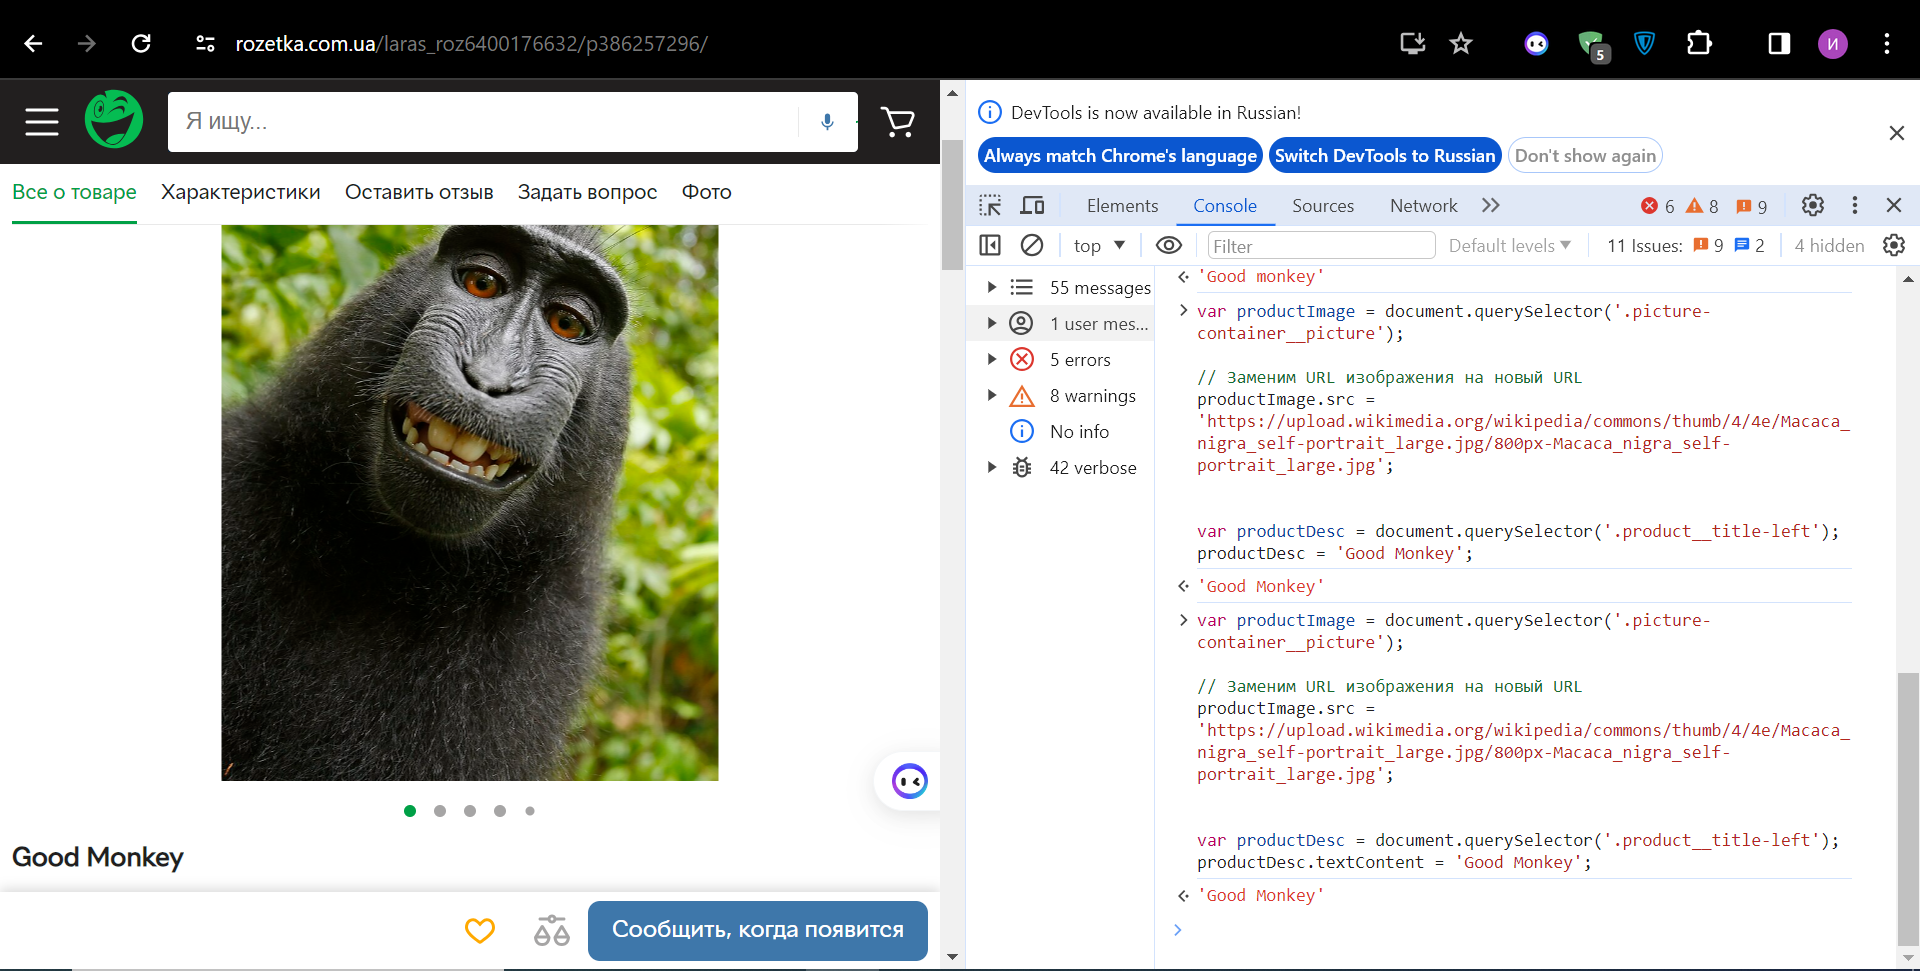 rozetka.com.ua/laras_roz6400176632/p386257296/
5
И
Я ищу...
Все о товаре Характеристики Оставить отзыв Задать вопрос Фото
Good Monkey
Сообщить, когда появится
DevTools is now available in Russian!
Always match Chrome's language Switch DevTools to Russian Don't show again
Elements Console Sources Network 6 8 9
top Filter Default levels 11 Issues: 9 2 4 hidden
55 messages
1 user mes...
5 errors
8 warnings
No info
42 verbose
'Good monkey'
var productImage = document.querySelector('.picture-
container__picture');
// Заменим URL изображения на новый URL
productImage.src =
'https://upload.wikimedia.org/wikipedia/commons/thumb/4/4e/Macaca_
nigra_self-portrait_large.jpg/800px-Macaca_nigra_self-
portrait_large.jpg';
var productDesc = document.querySelector('.product__title-left');
productDesc = 'Good Monkey';
'Good Monkey'
var productImage = document.querySelector('.picture-
container__picture');
// Заменим URL изображения на новый URL
productImage.src =
'https://upload.wikimedia.org/wikipedia/commons/thumb/4/4e/Macaca_
nigra_self-portrait_large.jpg/800px-Macaca_nigra_self-
portrait_large.jpg';
var productDesc = document.querySelector('.product__title-left');
productDesc.textContent = 'Good Monkey';
'Good Monkey'